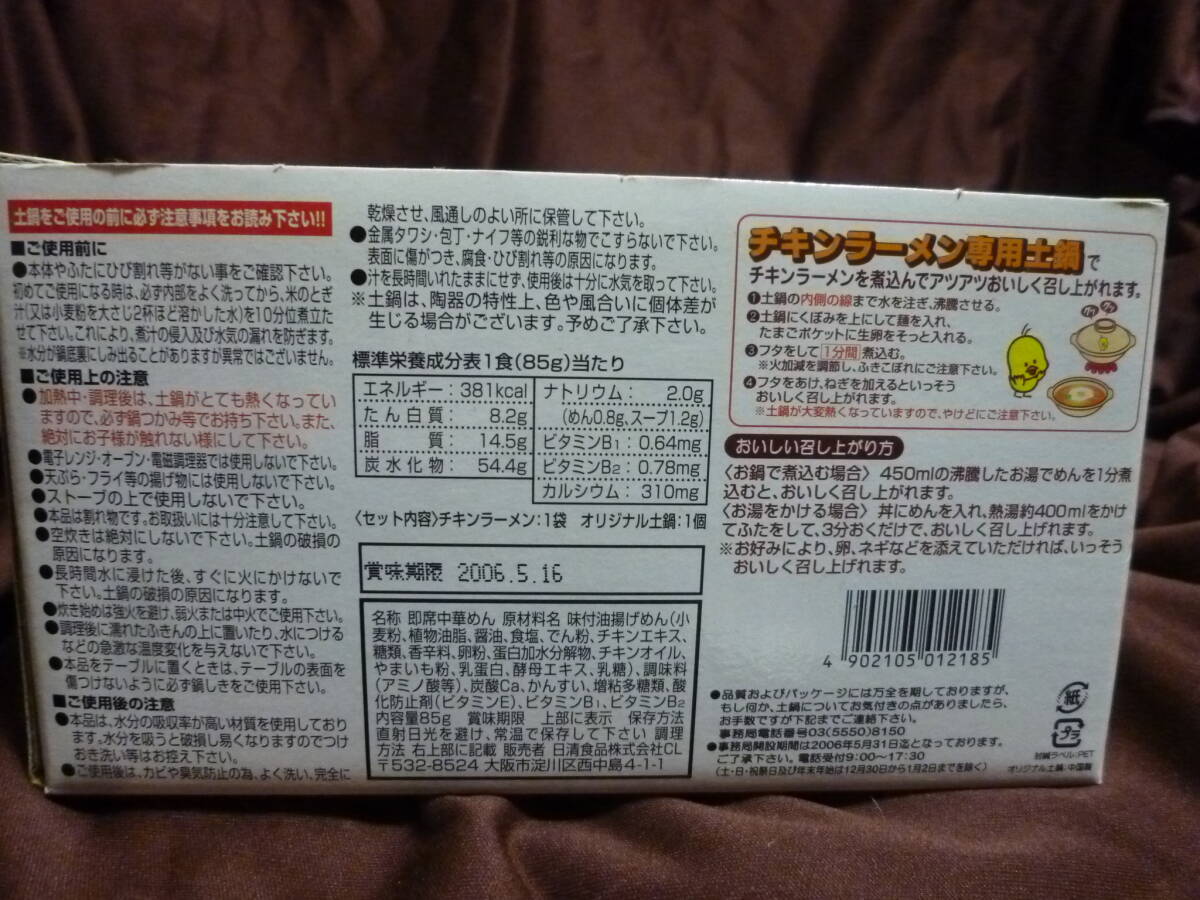 土鍋をご使用の前に必ず注意事項をお読み下さい!!
■ご使用前に
●本体やふたにひび割れ等がない事をご確認下さい。
初めてご使用になる時は、必ず内部をよく洗ってから、米のとぎ
汁(又は小麦粉を大さじ2杯ほど溶かした水)を10分位煮立た
せて下さい。これにより、煮汁の侵入及び水気の漏れを防ぎます。
※水分が鍋底裏にしみ出ることがありますが異常ではございません。
■ご使用上の注意
●加熱中・調理後は、土鍋がとても熱くなってい
ますので、必ず鍋つかみ等でお持ち下さい。また、
絶対にお子様が触れない様にして下さい。
●電子レンジ・オーブン・電磁調理器では使用しないで下さい。
●天ぷら・フライ等の揚げ物には使用しないで下さい。
●ストーブの上で使用しないで下さい。
●本品は割れ物です。お取扱いには十分注意して下さい。
●空炊きは絶対にしないで下さい。土鍋の破損の
原因になります。
●長時間水に浸けた後、すぐに火にかけないで
下さい。土鍋の破損の原因になります。
●炊き始めは強火を避け、弱火または中火でご使用下さい。
●調理後に濡れたふきんの上に置いたり、水につける
などの急激な温度変化を与えないで下さい。
●本品をテーブルに置くときは、テーブルの表面を
傷つけないように必ず鍋しきをご使用下さい。
■ご使用後の注意
●本品は、水分の吸収率が高い材質を使用しており
ます。水分を吸うと破損し易くなりますのでつけ
おき洗い等はお控え下さい。
●ご使用後は、カビや臭気防止の為、よく洗い、完全に
乾燥させ、風通しのよい所に保管して下さい。
●金属タワシ・包丁・ナイフ等の鋭利な物でこすらないで下さい。
表面に傷がつき、腐食・ひび割れ等の原因になります。
●汁を長時間いれたままにせず、使用後は十分に水気を取って下さい。
※土鍋は、陶器の特性上、色や風合いに個体差が
生じる場合がございます。予めご了承下さい。
標準栄養成分表1食(85g)当たり
エネルギー:381kcal
たん白質:8.2g
脂質:14.5g
炭水化物:54.4g
ナトリウム:2.0g
(めん0.8g、スープ1.2g)
ビタミンB1:0.64mg
ビタミンB2:0.78mg
カルシウム:310mg
〈セット内容〉チキンラーメン:1袋 オリジナル土鍋:1個
賞味期限 2006.5.16
名称 即席中華めん 原材料名 味付油揚げめん(小
麦粉、植物油脂、醤油、食塩、でん粉、チキンエキス、
糖類、香辛料、卵粉、蛋白加水分解物、チキンオイル、
やまいも粉、乳蛋白、酵母エキス、乳糖)、調味料
(アミノ酸等)、炭酸Ca、かんすい、増粘多糖類、酸
化防止剤(ビタミンE)、ビタミンB1、ビタミンB2
内容量85g 賞味期限 上部に表示 保存方法
直射日光を避け、常温で保存して下さい 調理
方法 右上部に記載 販売者 日清食品株式会社CL
〒532-8524 大阪市淀川区西中島4-1-1
チキンラーメン専用土鍋で
チキンラーメンを煮込んでアツアツおいしく召し上がれます。
❶土鍋の内側の線まで水を注ぎ、沸騰させる。
❷土鍋にくぼみを上にして麺を入れ、
たまごポケットに生卵をそっと入れる。
❸フタをして1分間煮込む。
※火加減を調節し、ふきこぼれにご注意下さい。
❹フタをあけ、ねぎを加えるといっそう
おいしく召し上がれます。
※土鍋が大変熱くなっていますので、やけどにご注意下さい。
おいしい召し上がり方
〈お鍋で煮込む場合〉 450mlの沸騰したお湯でめんを1分煮
込むと、おいしく召し上がれます。
〈お湯をかける場合〉 丼にめんを入れ、熱湯約400mlをかけ
てふたをして、3分おくだけで、おいしく召し上げれます。
※お好みにより、卵、ネギなどを添えていただければ、いっそう
おいしく召し上げれます。
4 902105 012185
●品質およびパッケージには万全を期しておりますが、
もし何か、土鍋についてお気付きの点がありましたら、
お手数ですが下記までご連絡下さい。
事務局電話番号03(5550)8150
●事務局開設期間は2006年5月31日迄となっております。
ご了承下さい。電話受付9:00〜17:30
(土・日・祝祭日及び年末年始は12月30日から1月2日までを除く)
紙
プラ
封緘ラベル:PET
オリジナル土鍋:中国製